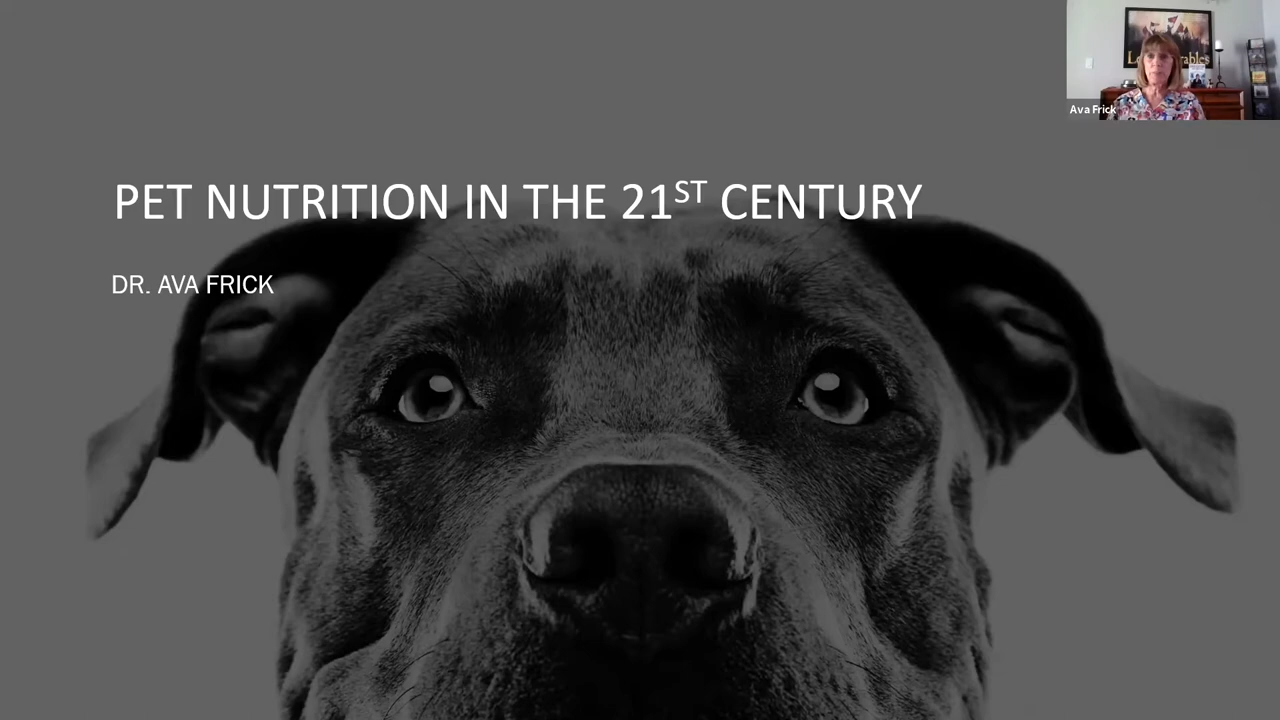 PET NUTRITION IN THE 21ST CENTURY
DR. AVA FRICK
Ava Frick